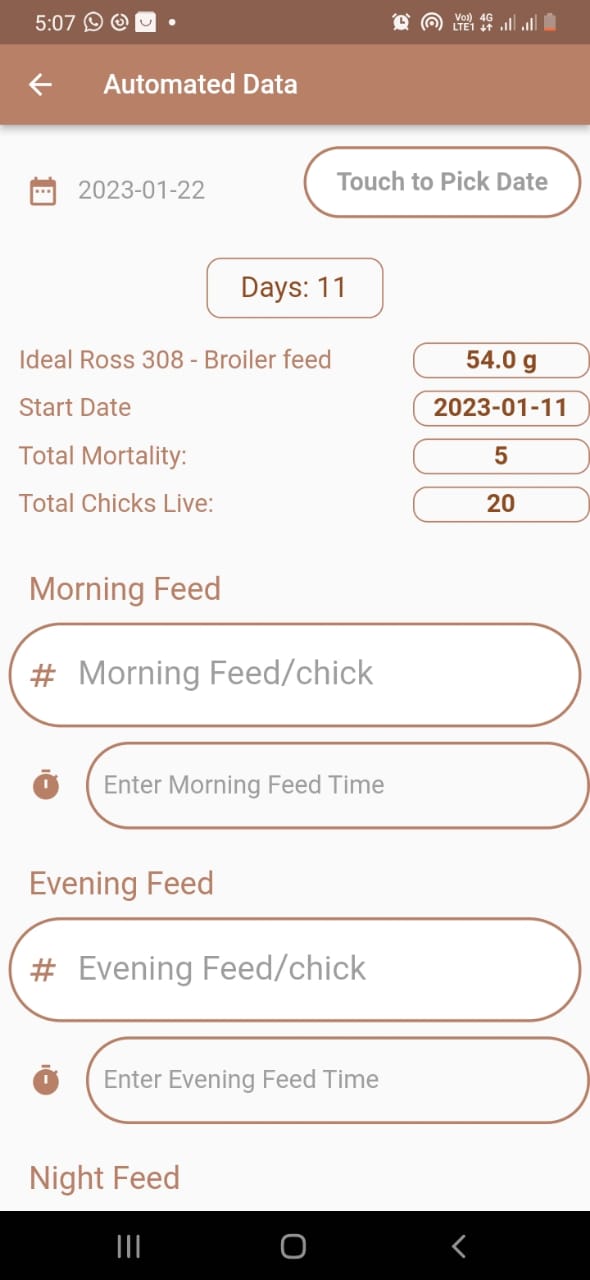 5:07
Vo)) 4G
LTE1
Automated Data
2023-01-22
Touch to Pick Date
Days: 11
Ideal Ross 308 - Broiler feed 54.0 g
Start Date 2023-01-11
Total Mortality: 5
Total Chicks Live: 20
Morning Feed
# Morning Feed/chick
Enter Morning Feed Time
Evening Feed
# Evening Feed/chick
Enter Evening Feed Time
Night Feed